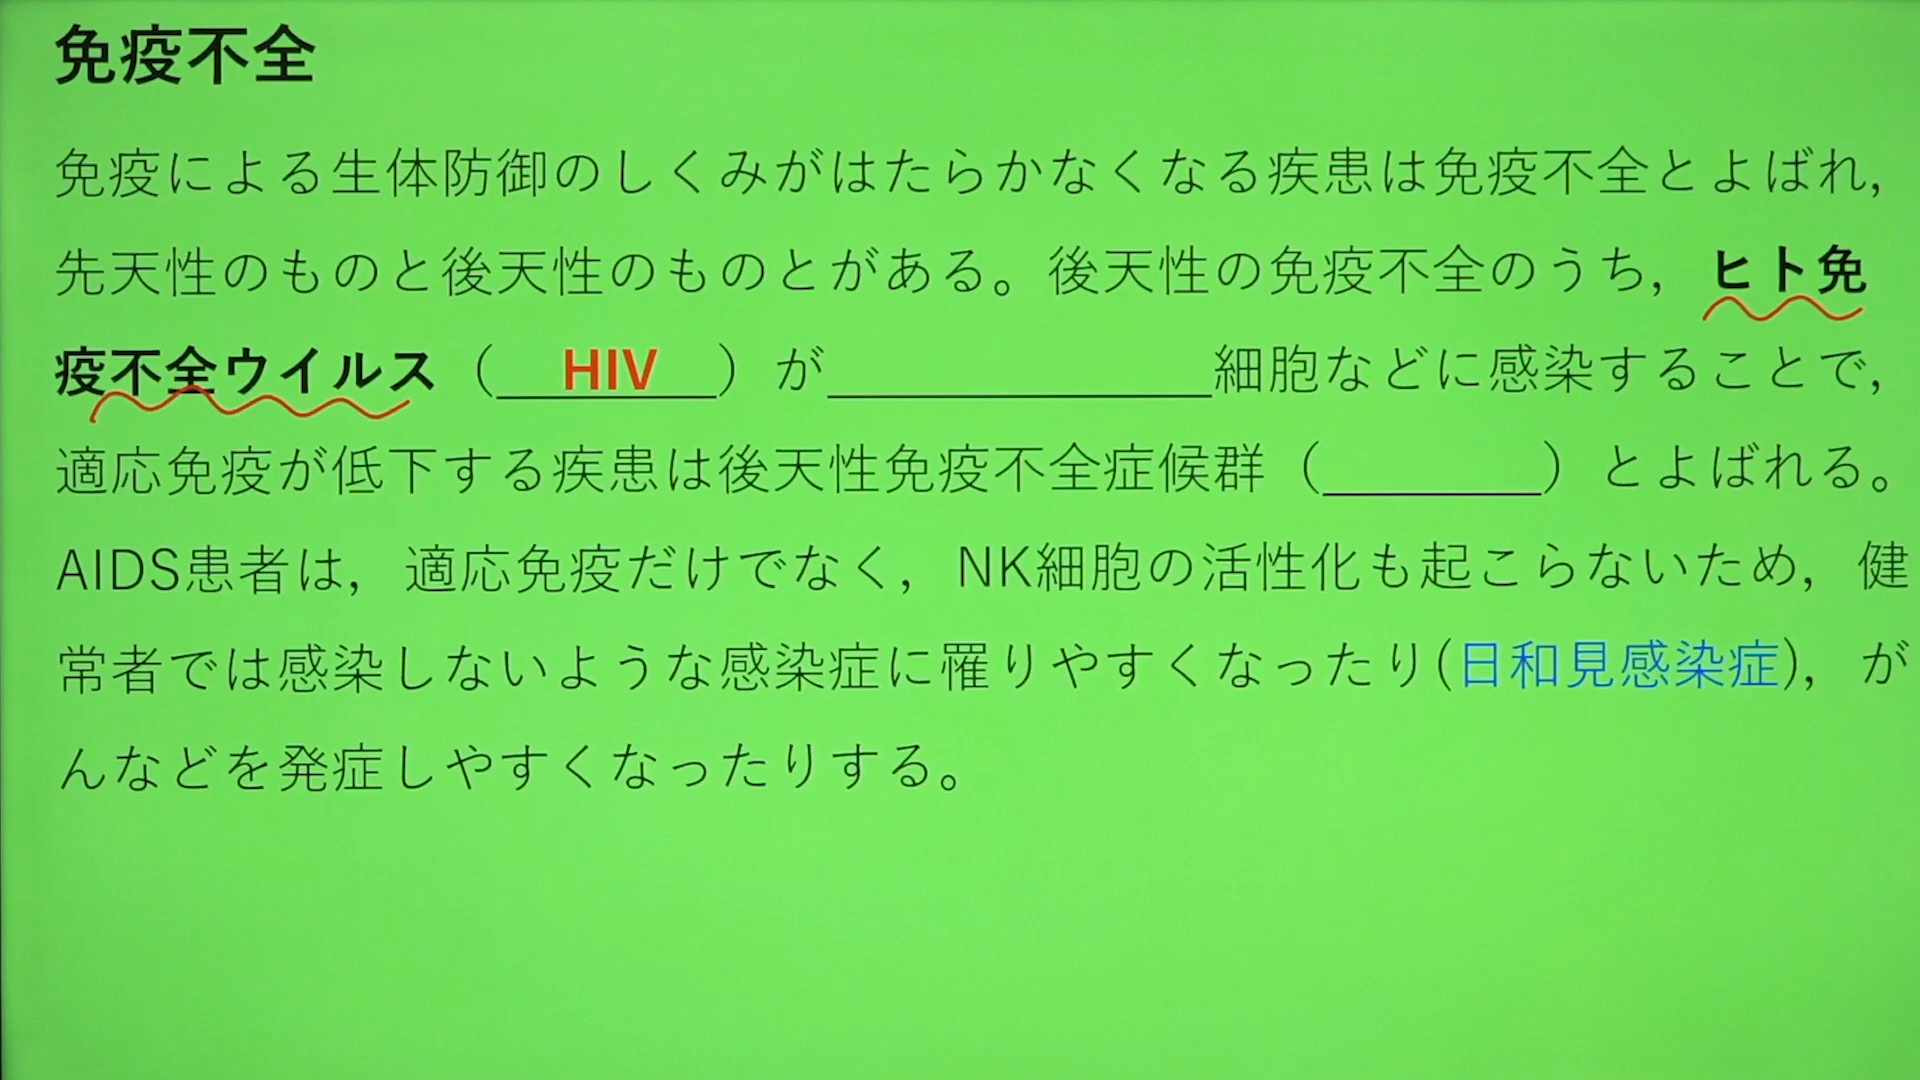 免疫不全
免疫による生体防御のしくみがはたらかなくなる疾患は免疫不全とよばれ,
先天性のものと後天性のものとがある。後天性の免疫不全のうち, ヒト免
疫不全ウイルス（＿＿HIV＿＿）が＿＿＿＿＿＿＿細胞などに感染することで,
適応免疫が低下する疾患は後天性免疫不全症候群（＿＿＿＿）とよばれる。
AIDS患者は, 適応免疫だけでなく, NK細胞の活性化も起こらないため, 健
常者では感染しないような感染症に罹りやすくなったり(日和見感染症), が
んなどを発症しやすくなったりする。